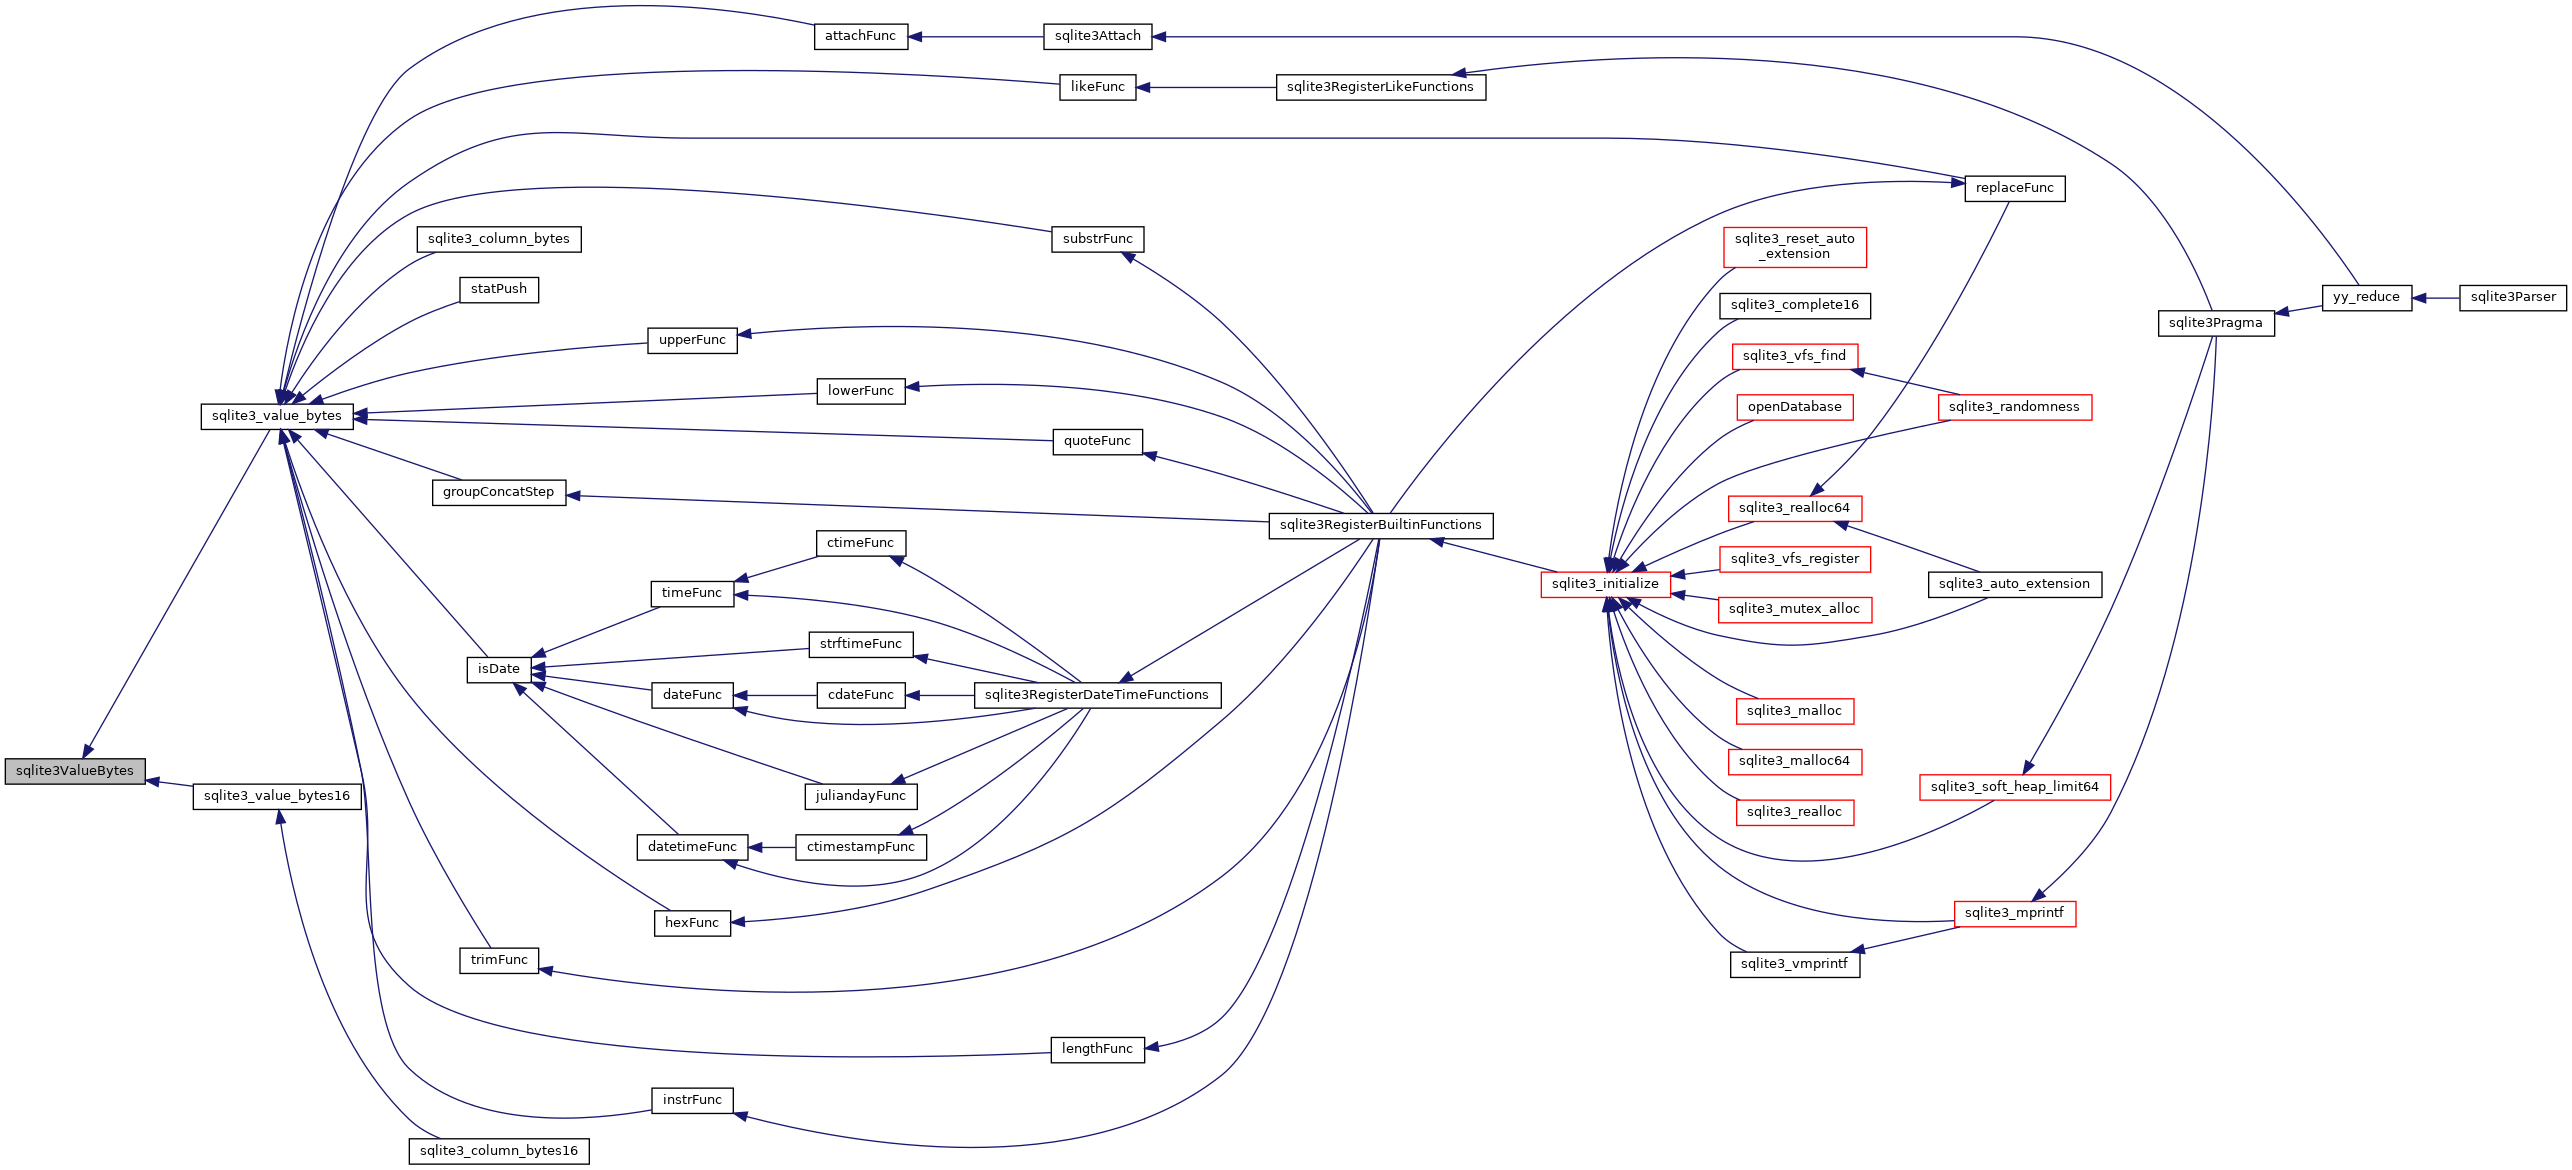 attachFunc
sqlite3Attach
likeFunc
sqlite3RegisterLikeFunctions
replaceFunc
substrFunc
sqlite3_column_bytes
sqlite3_reset_auto
_extension
statPush
sqlite3_complete16
yy_reduce
sqlite3Parser
sqlite3Pragma
upperFunc
sqlite3_vfs_find
lowerFunc
openDatabase
sqlite3_randomness
sqlite3_value_bytes
quoteFunc
groupConcatStep
sqlite3_realloc64
sqlite3RegisterBuiltinFunctions
ctimeFunc
sqlite3_vfs_register
timeFunc
sqlite3_initialize
sqlite3_auto_extension
sqlite3_mutex_alloc
strftimeFunc
isDate
dateFunc
cdateFunc
sqlite3RegisterDateTimeFunctions
sqlite3_malloc
sqlite3_malloc64
sqlite3ValueBytes
sqlite3_value_bytes16
juliandayFunc
sqlite3_soft_heap_limit64
sqlite3_realloc
datetimeFunc
ctimestampFunc
hexFunc
sqlite3_mprintf
trimFunc
sqlite3_vmprintf
lengthFunc
instrFunc
sqlite3_column_bytes16